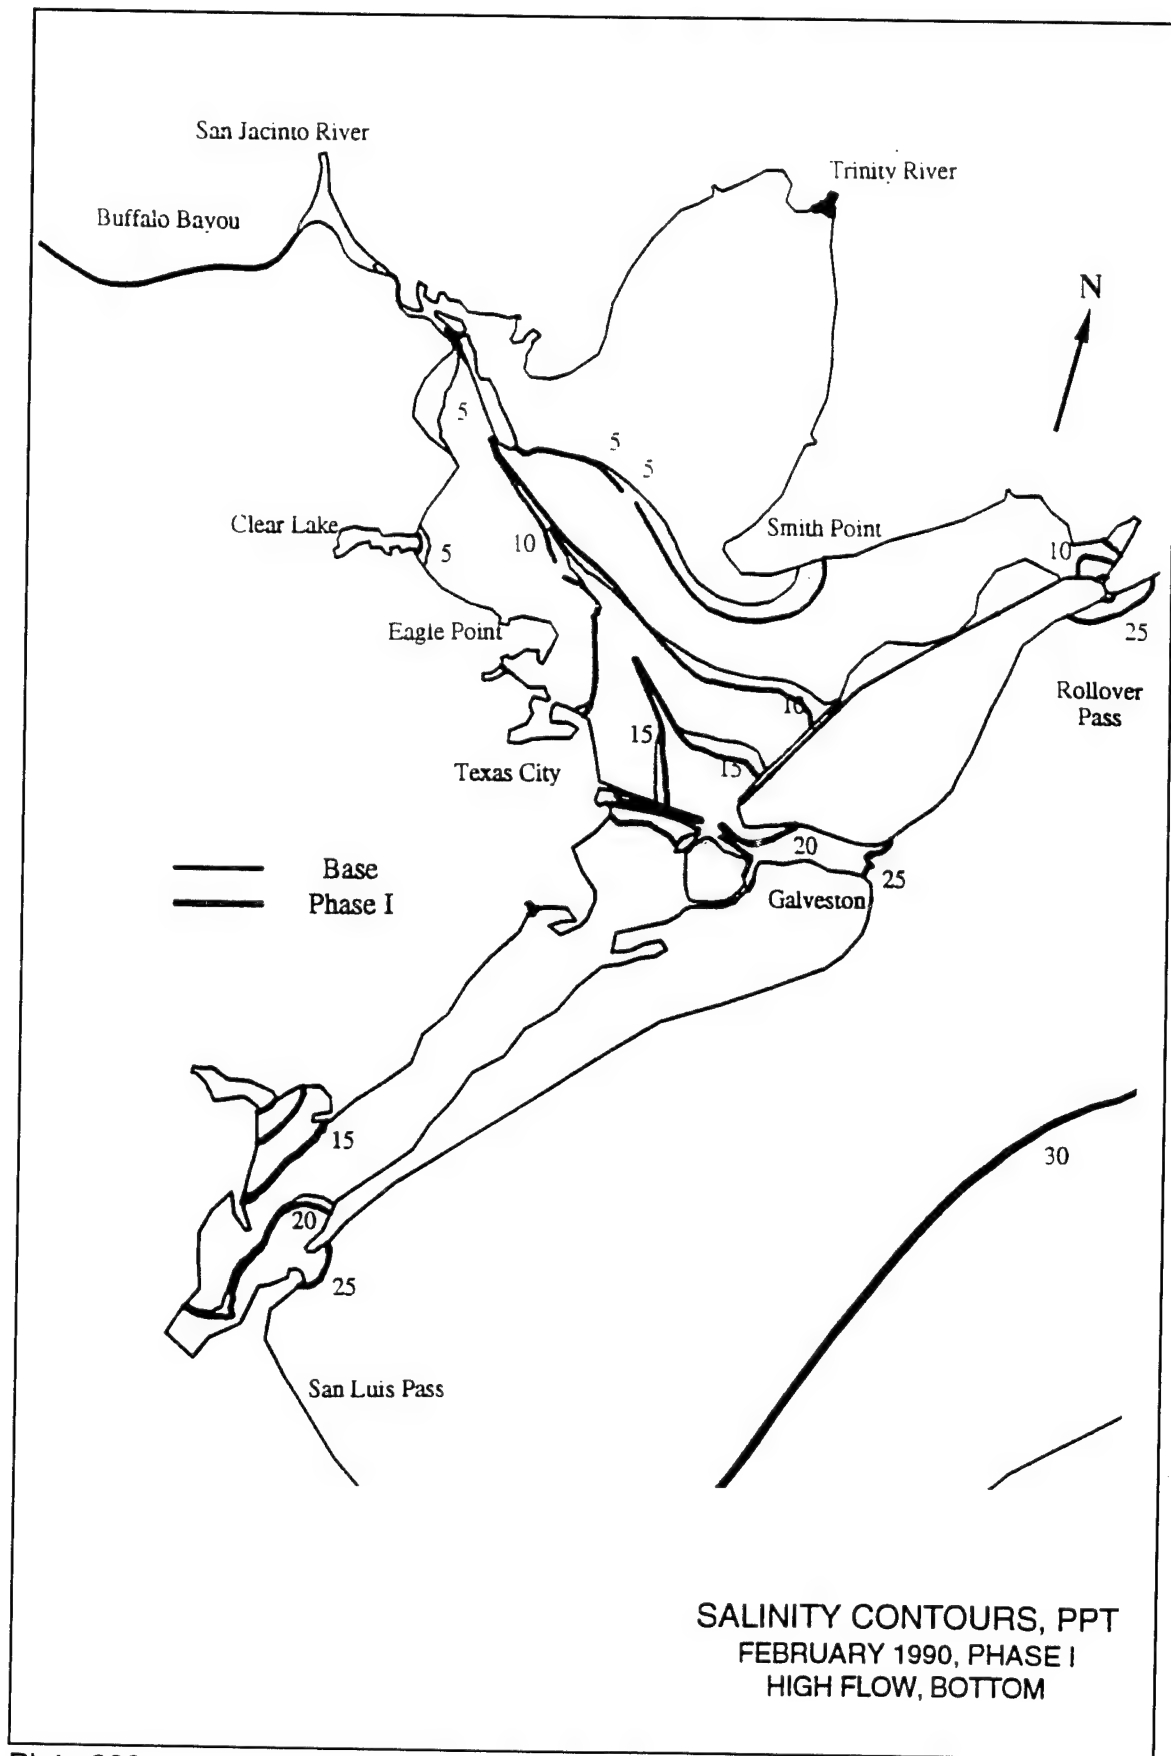 San Jacinto River
Trinity River
Buffalo Bayou
N
5
5
5
Clear Lake
10
Smith Point
10
5
Eagle Point
25
Rollover
Pass
10
15
15
Texas City
20
Base
25
Phase I
Galveston
15
30
20
25
San Luis Pass
SALINITY CONTOURS, PPT
FEBRUARY 1990, PHASE I
HIGH FLOW, BOTTOM